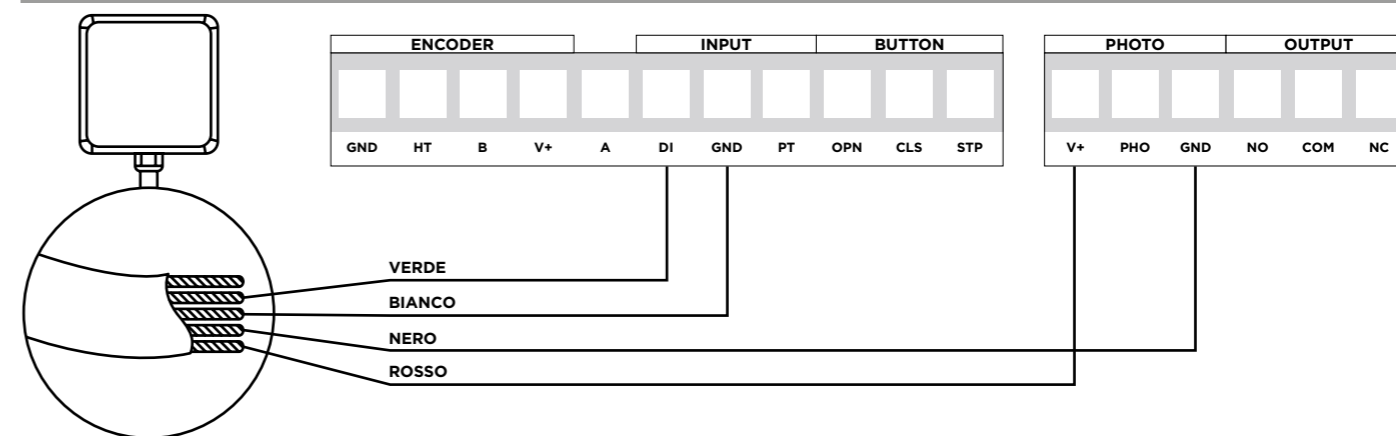 ENCODER INPUT BUTTON PHOTO OUTPUT
GND HT B V+ A DI GND PT OPN CLS STP V+ PHO GND NO COM NC
VERDE
BIANCO
NERO
ROSSO